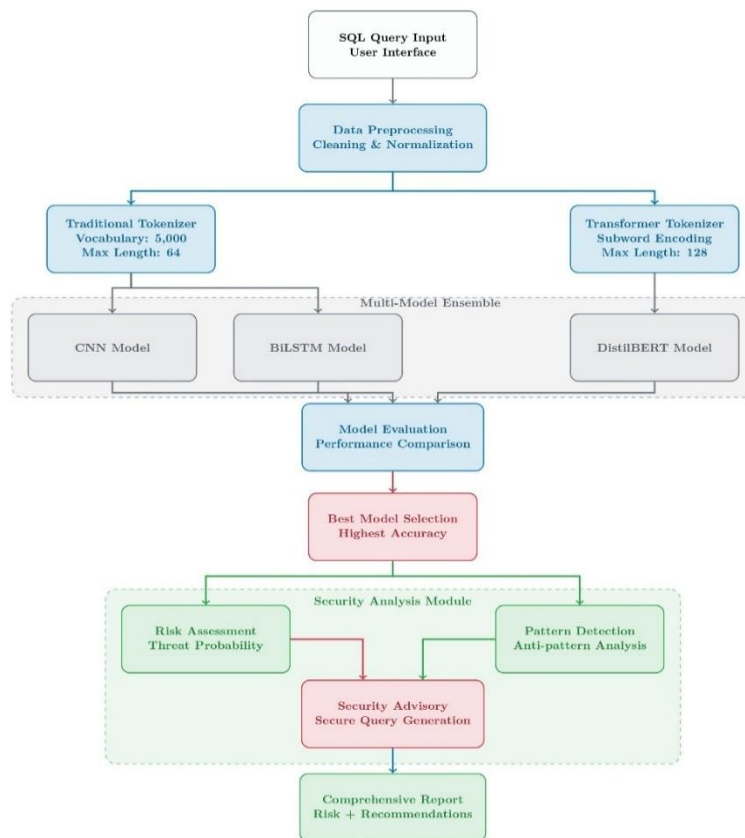 SQL Query Input
User Interface
Data Preprocessing
Cleaning & Normalization
Traditional Tokenizer
Vocabulary: 5,000
Max Length: 64
Transformer Tokenizer
Subword Encoding
Max Length: 128
Multi-Model Ensemble
CNN Model
BiLSTM Model
DistilBERT Model
Model Evaluation
Performance Comparison
Best Model Selection
Highest Accuracy
Security Analysis Module
Risk Assessment
Threat Probability
Pattern Detection
Anti-pattern Analysis
Security Advisory
Secure Query Generation
Comprehensive Report
Risk + Recommendations